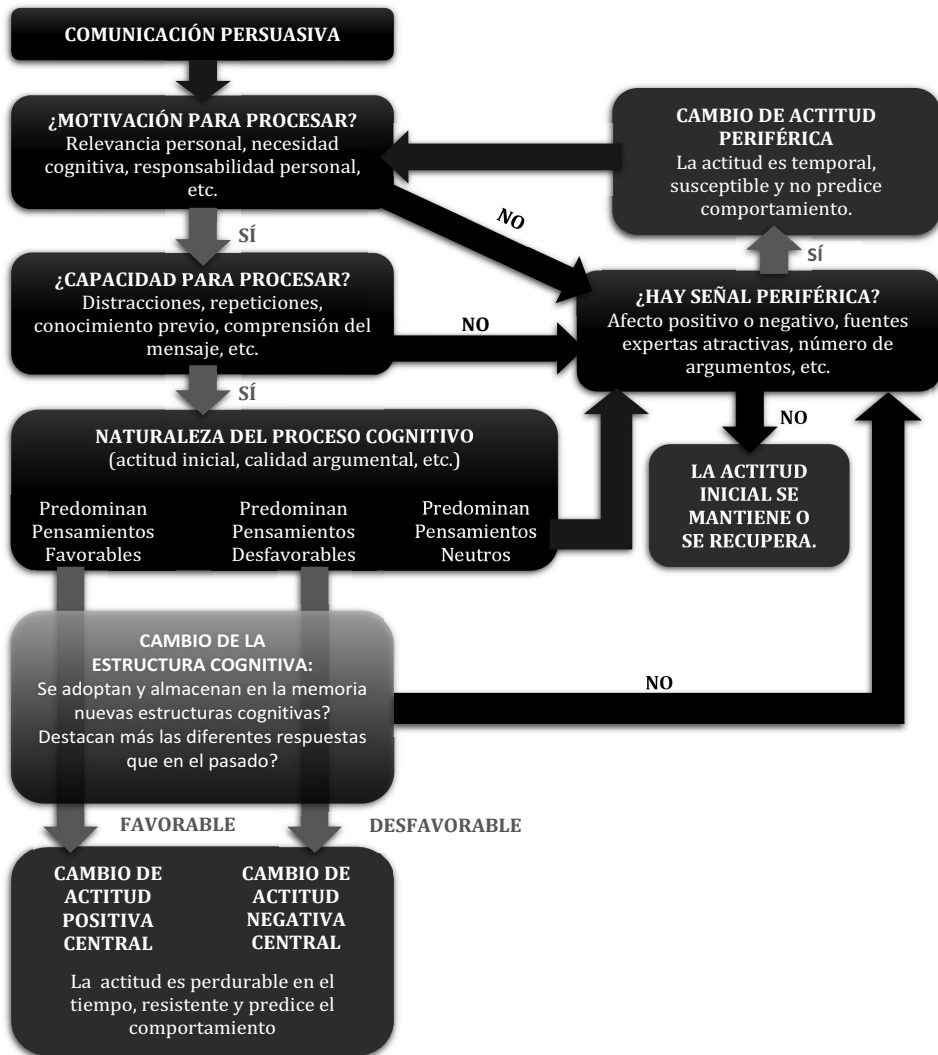 COMUNICACIÓN PERSUASIVA
¿MOTIVACIÓN PARA PROCESAR?
Relevancia personal, necesidad
cognitiva, responsabilidad personal,
etc.
CAMBIO DE ACTITUD
PERIFÉRICA
La actitud es temporal,
susceptible y no predice
comportamiento.
NO
SÍ
SÍ
¿CAPACIDAD PARA PROCESAR?
Distracciones, repeticiones,
conocimiento previo, comprensión del
mensaje, etc.
NO
¿HAY SEÑAL PERIFÉRICA?
Afecto positivo o negativo, fuentes
expertas atractivas, número de
argumentos, etc.
SÍ
NO
NATURALEZA DEL PROCESO COGNITIVO
(actitud inicial, calidad argumental, etc.)
Predominan
Pensamientos
Favorables
Predominan
Pensamientos
Desfavorables
Predominan
Pensamientos
Neutros
LA ACTITUD
INICIAL SE
MANTIENE O
SE RECUPERA.
CAMBIO DE LA
ESTRUCTURA COGNITIVA:
Se adoptan y almacenan en la memoria
nuevas estructuras cognitivas?
Destacan más las diferentes respuestas
que en el pasado?
NO
FAVORABLE
DESFAVORABLE
CAMBIO DE
ACTITUD
POSITIVA
CENTRAL
CAMBIO DE
ACTITUD
NEGATIVA
CENTRAL
La actitud es perdurable en el
tiempo, resistente y predice el
comportamiento